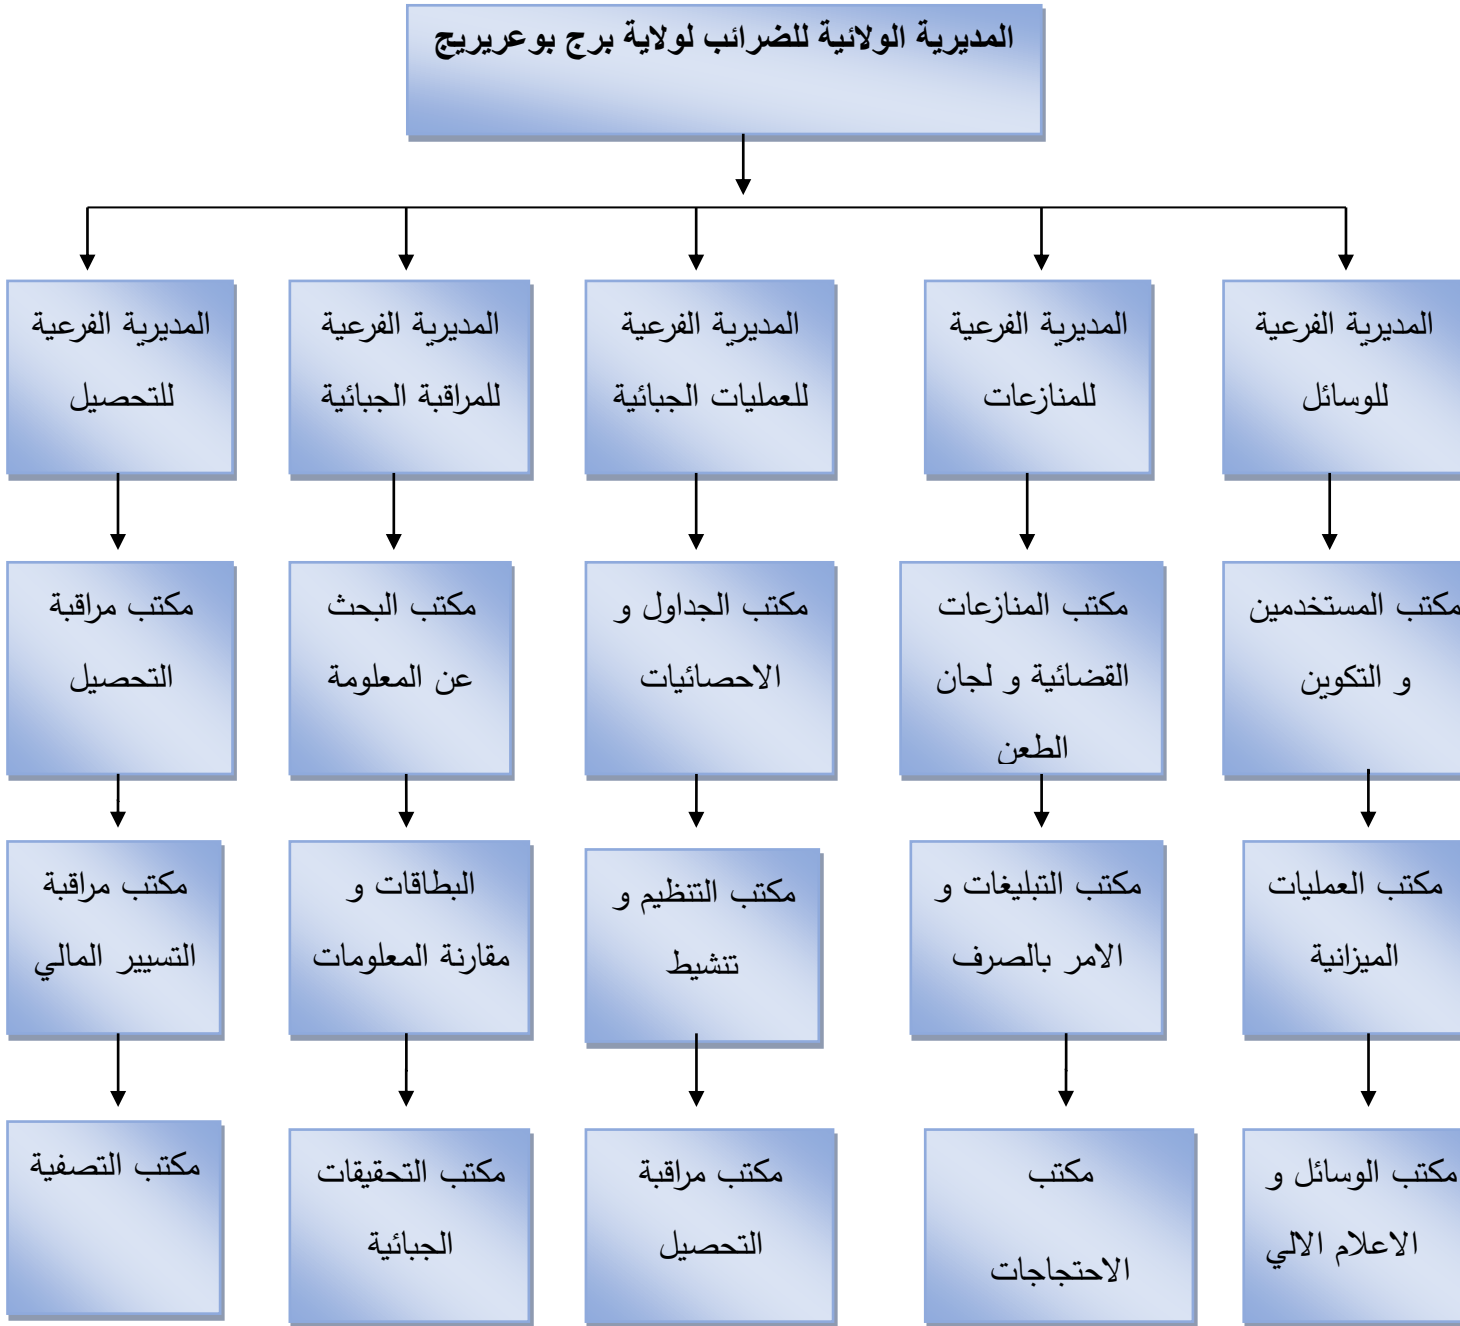 المديرية الولائية للضرائب لولاية برج بوعريريج
المديرية الفرعية
للوسائل
المديرية الفرعية
للمنازعات
المديرية الفرعية
للعمليات الجبائية
المديرية الفرعية
للمراقبة الجبائية
المديرية الفرعية
للتحصيل
مكتب المستخدمين
و التكوين
مكتب المنازعات
القضائية و لجان
الطعن
مكتب الجداول و
الاحصائيات
مكتب البحث
عن المعلومة
مكتب مراقبة
التحصيل
مكتب العمليات
الميزانية
مكتب التبليغات و
الامر بالصرف
مكتب التنظيم و
تنشيط
البطاقات و
مقارنة المعلومات
مكتب مراقبة
التسيير المالي
مكتب الوسائل و
الاعلام الالي
مكتب
الاحتجاجات
مكتب مراقبة
التحصيل
مكتب التحقيقات
الجبائية
مكتب التصفية